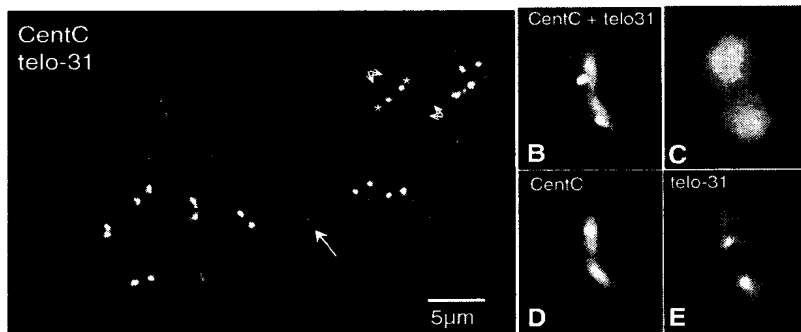 CentC
telo-31
5μm
CentC + telo31
B
C
CentC
D
telo-31
E